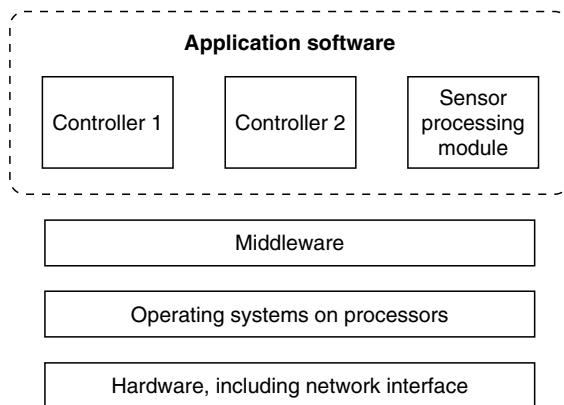 Application software
Controller 1
Controller 2
Sensor
processing
module
Middleware
Operating systems on processors
Hardware, including network interface